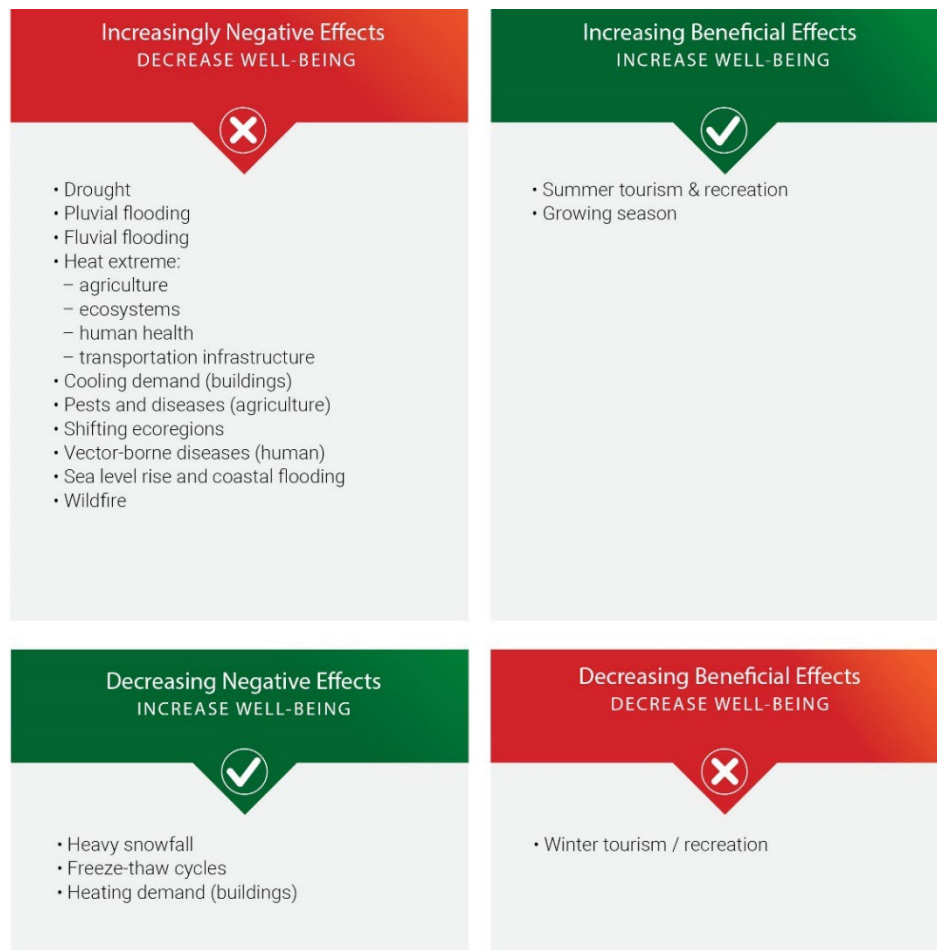 Increasingly Negative Effects
DECREASE WELL-BEING
• Drought
• Pluvial flooding
• Fluvial flooding
• Heat extreme:
– agriculture
– ecosystems
– human health
– transportation infrastructure
• Cooling demand (buildings)
• Pests and diseases (agriculture)
• Shifting ecoregions
• Vector-borne diseases (human)
• Sea level rise and coastal flooding
• Wildfire
Increasing Beneficial Effects
INCREASE WELL-BEING
• Summer tourism & recreation
• Growing season
Decreasing Negative Effects
INCREASE WELL-BEING
• Heavy snowfall
• Freeze-thaw cycles
• Heating demand (buildings)
Decreasing Beneficial Effects
DECREASE WELL-BEING
• Winter tourism / recreation